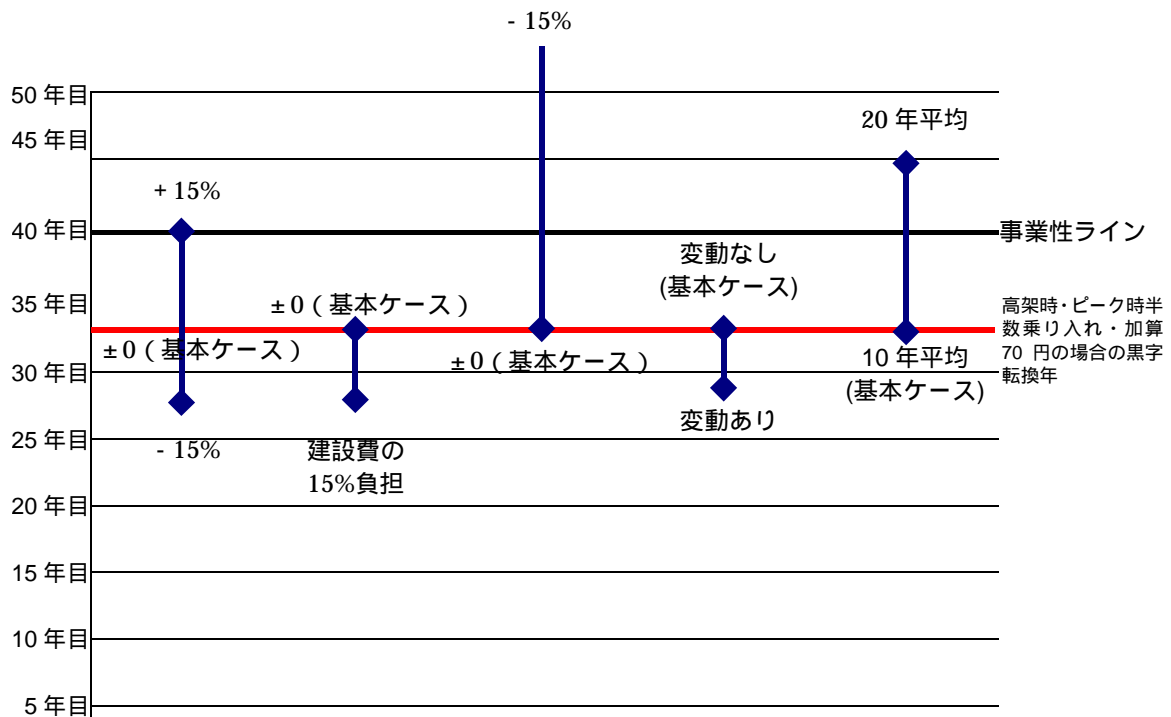 - 15%
50 年目
45 年目
20 年平均
+ 15%
40 年目
事業性ライン
変動なし
(基本ケース)
35 年目
±0 ( 基本ケース )
高架時・ピーク時半
数乗り入れ・加算
70 円の場合の黒字
転換年
±0 ( 基本ケース )
±0 ( 基本ケース )
10 年平均
(基本ケース)
30 年目
変動あり
25 年目
- 15%
建設費の
15%負担
20 年目
15 年目
10 年目
5 年目